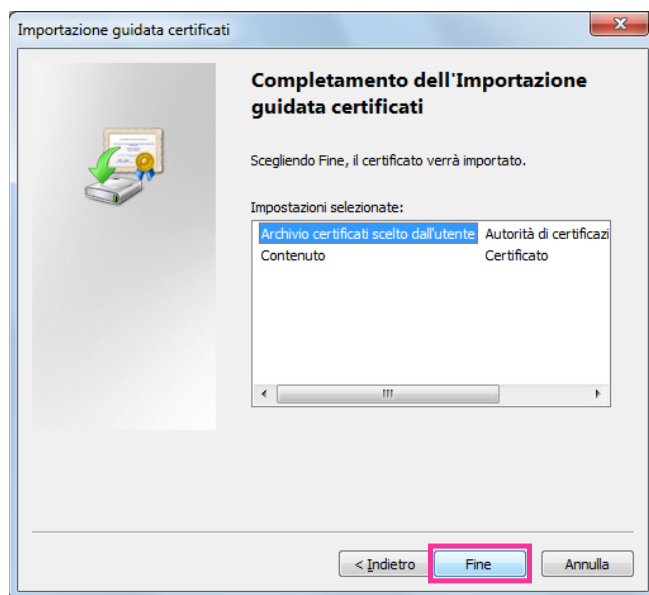 Importazione guidata certificati
Completamento dell'Importazione
guidata certificati
Scegliendo Fine, il certificato verrà importato.
Impostazioni selezionate:
Archivio certificati scelto dall'utente Autorità di certificazi
Contenuto Certificato
< Indietro Fine Annulla